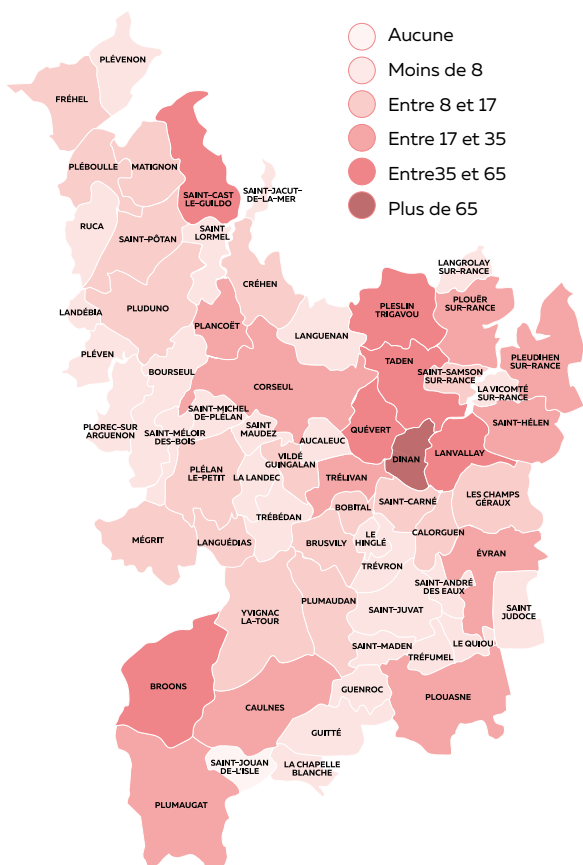 Aucune
Moins de 8
Entre 8 et 17
Entre 17 et 35
Entre35 et 65
Plus de 65
PLÉVENON
FRÉHEL
PLÉBOULLE
MATIGNON
SAINT-CAST
LE-GUILDO
SAINT-JACUT-
DE-LA-MER
RUCA
SAINT-PÔTAN
SAINT
LORMEL
LANGROLAY
SUR-RANCE
CRÉHEN
PLESLIN
TRIGAVOU
PLOUËR
SUR-RANCE
LANDÉBIA
PLUDUNO
PLANCOËT
LANGUENAN
PLÉVEN
BOURSEUL
TADEN
SAINT-SAMSON
SUR-RANCE
PLEUDIHEN
SUR-RANCE
LA VICOMTÉ
SUR-RANCE
CORSEUL
SAINT-MICHEL
DE-PLÉLAN
PLOREC-SUR
ARGUENON
SAINT-MÉLOIR
DES-BOIS
SAINT
MAUDEZ
AUCALEUC
QUÉVERT
DINAN
LANVALLAY
SAINT-HÉLEN
PLÉLAN
LE-PETIT
LA LANDEC
VILDÉ
GUINGALAN
TRÉLIVAN
SAINT-CARNÉ
LES CHAMPS
GÉRAUX
TRÉBÉDAN
BOBITAL
MÉGRIT
LANGUÉDIAS
BRUSVILY
LE
HINGLÉ
CALORGUEN
ÉVRAN
TRÉVRON
SAINT-ANDRÉ
DES EAUX
YVIGNAC
LA-TOUR
PLUMAUDAN
SAINT-JUVAT
SAINT
JUDOCE
SAINT-MADEN
TRÉFUMEL
LE QUIOU
BROONS
GUENROC
PLOUASNE
CAULNES
GUITTÉ
SAINT-JOUAN
DE-L'ISLE
LA CHAPELLE
BLANCHE
PLUMAUGAT